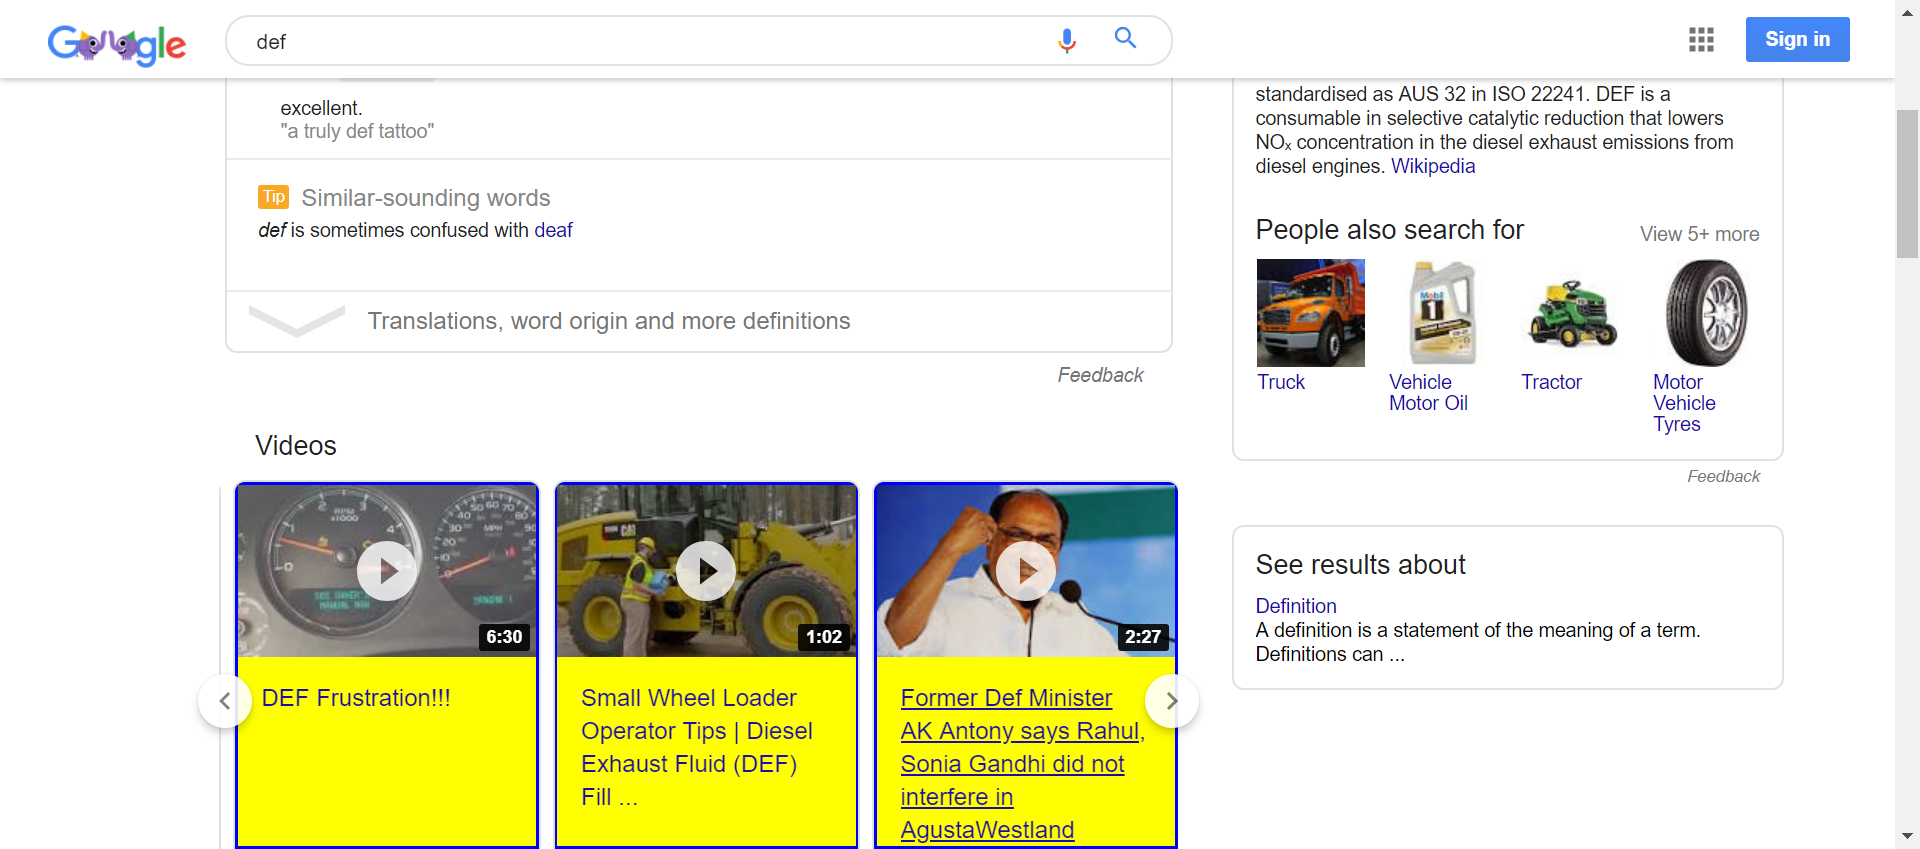 Google
def
Sign in
excellent.
"a truly def tattoo"
Tip Similar-sounding words
def is sometimes confused with deaf
Translations, word origin and more definitions
Feedback
Videos
6:30
DEF Frustration!!!
1:02
Small Wheel Loader
Operator Tips | Diesel
Exhaust Fluid (DEF)
Fill ...
2:27
Former Def Minister
AK Antony says Rahul,
Sonia Gandhi did not
interfere in
AgustaWestland
standardised as AUS 32 in ISO 22241. DEF is a
consumable in selective catalytic reduction that lowers
NOₓ concentration in the diesel exhaust emissions from
diesel engines. Wikipedia
People also search for
View 5+ more
Mobil
1
Truck
Vehicle
Motor Oil
Tractor
Motor
Vehicle
Tyres
Feedback
See results about
Definition
A definition is a statement of the meaning of a term.
Definitions can ...